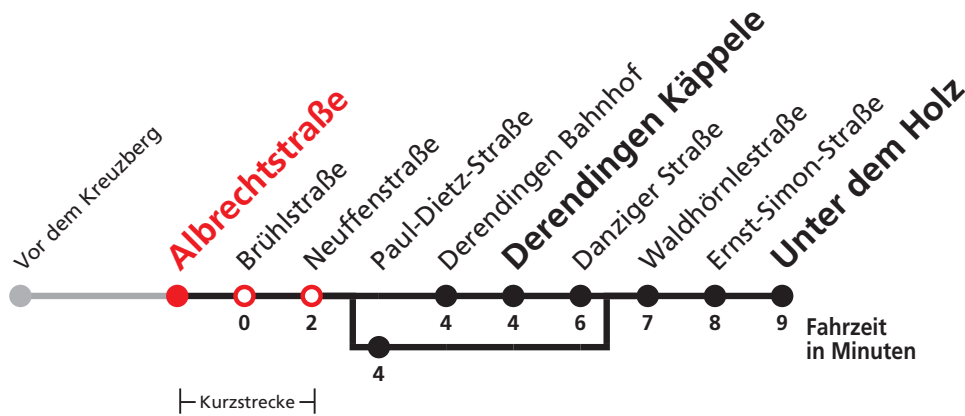 Vor dem Kreuzberg
Albrechtstraße
Brühlstraße
Neuffenstraße
Paul-Dietz-Straße
Derendingen Bahnhof
Derendingen Käppele
Danziger Straße
Waldhörnlestraße
Ernst-Simon-Straße
Unter dem Holz
0 2 4 4 6 7 8 9
Fahrzeit
in Minuten
4
Kurzstrecke